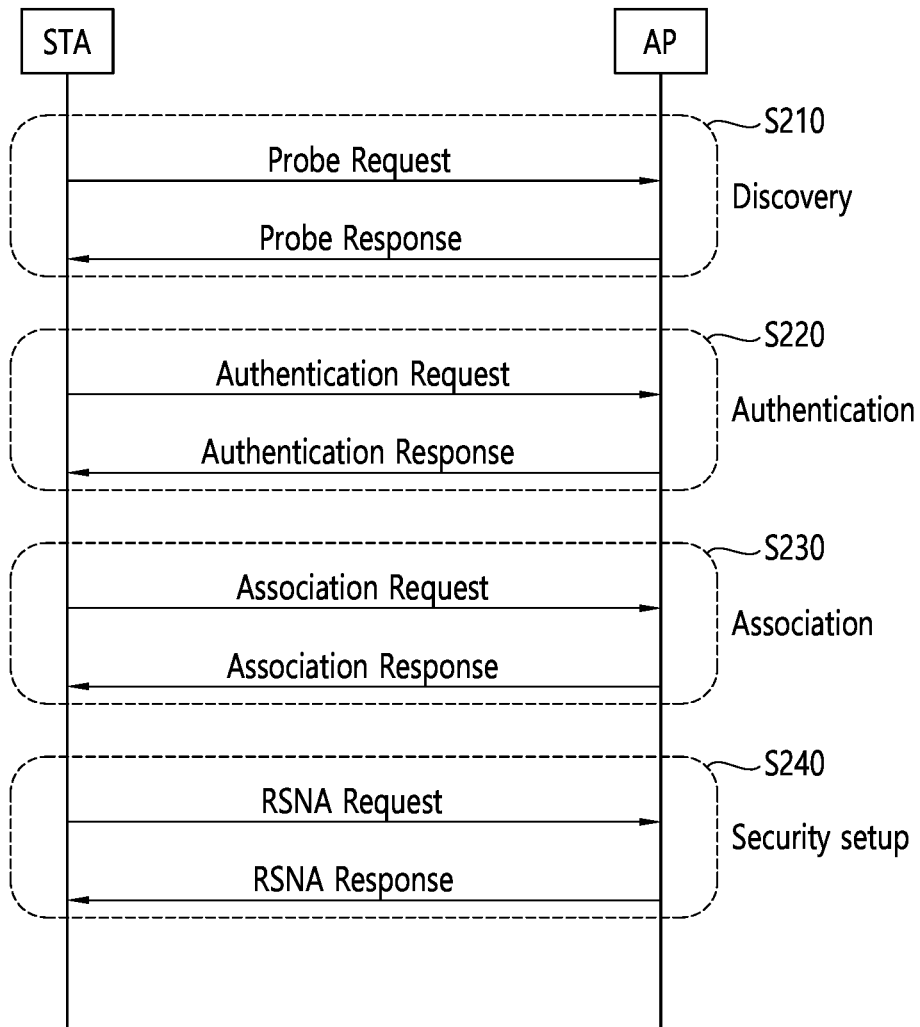 STA
AP
S210
Probe Request
Discovery
Probe Response
S220
Authentication Request
Authentication
Authentication Response
S230
Association Request
Association
Association Response
S240
RSNA Request
Security setup
RSNA Response